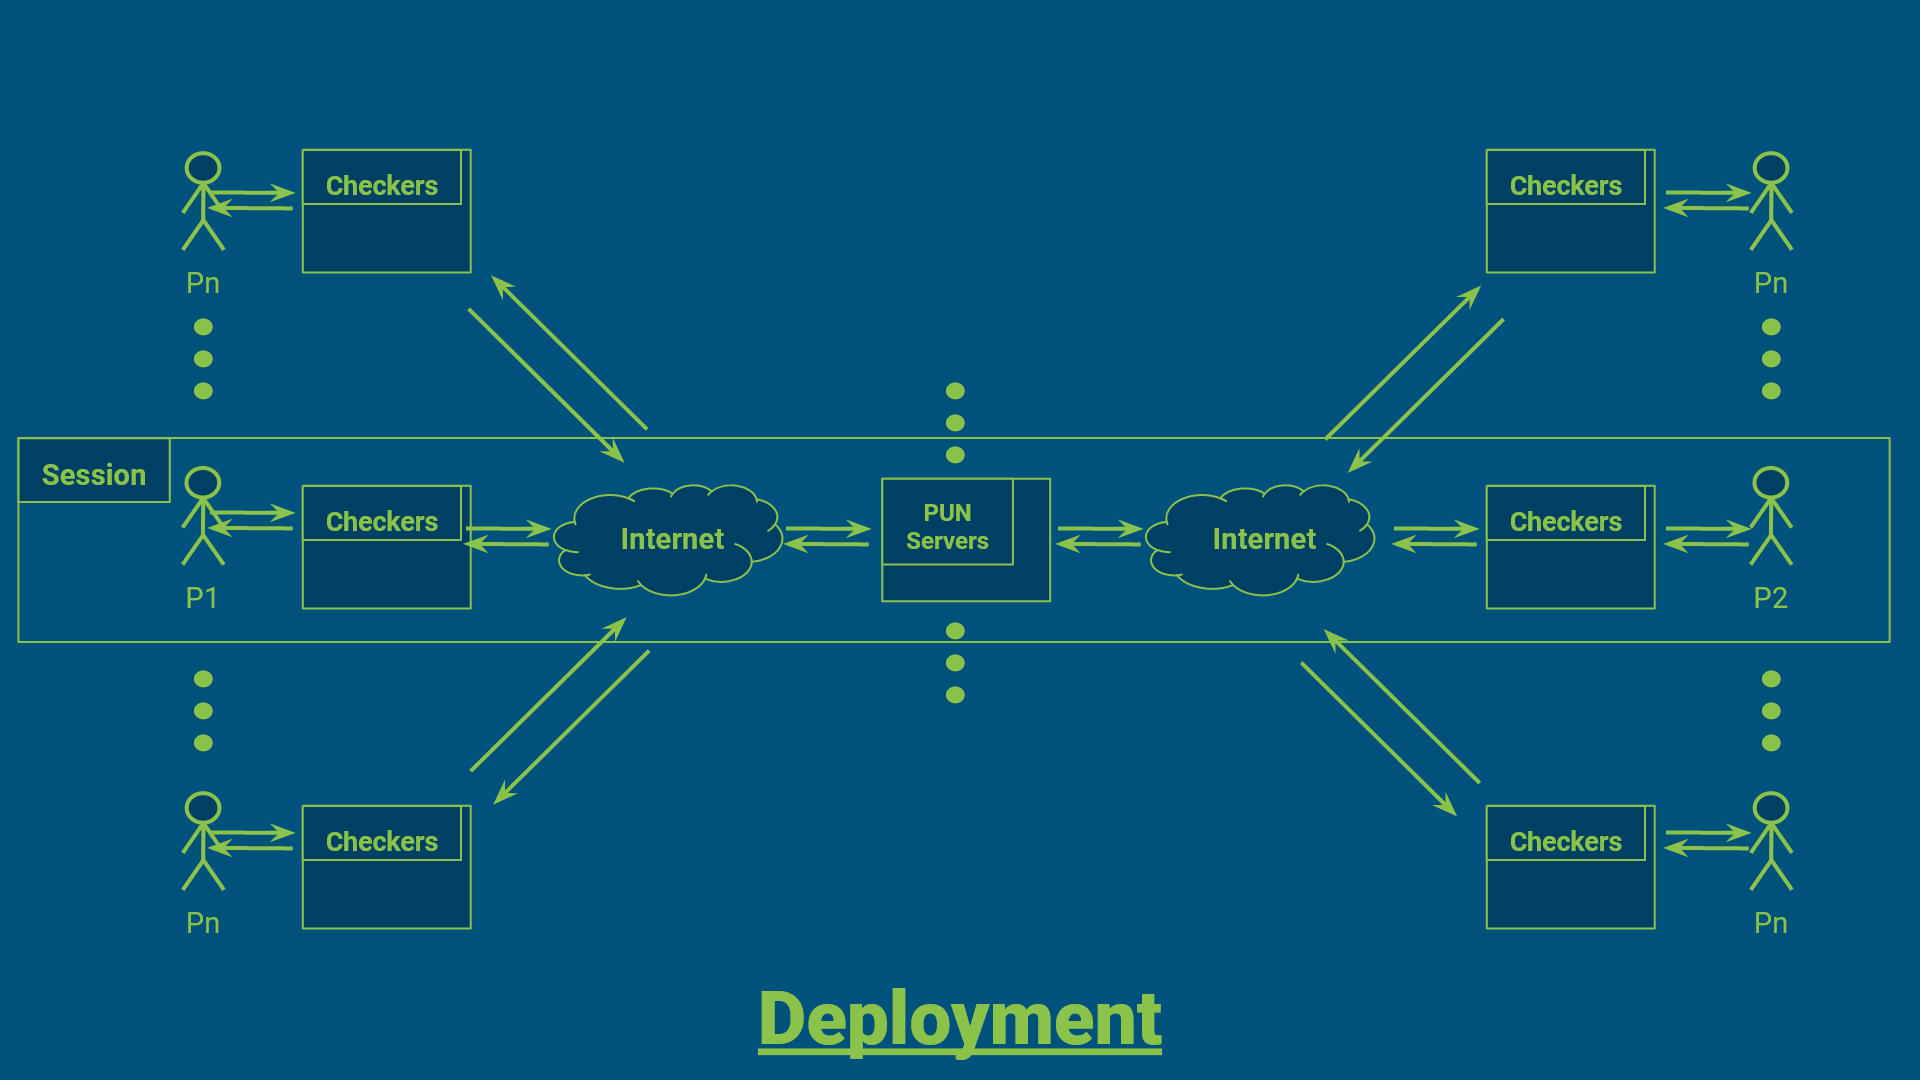 Checkers
Checkers
Pn
Pn
Session
Checkers
Internet
PUN
Servers
Internet
Checkers
P1
P2
Checkers
Checkers
Pn
Pn
Deployment